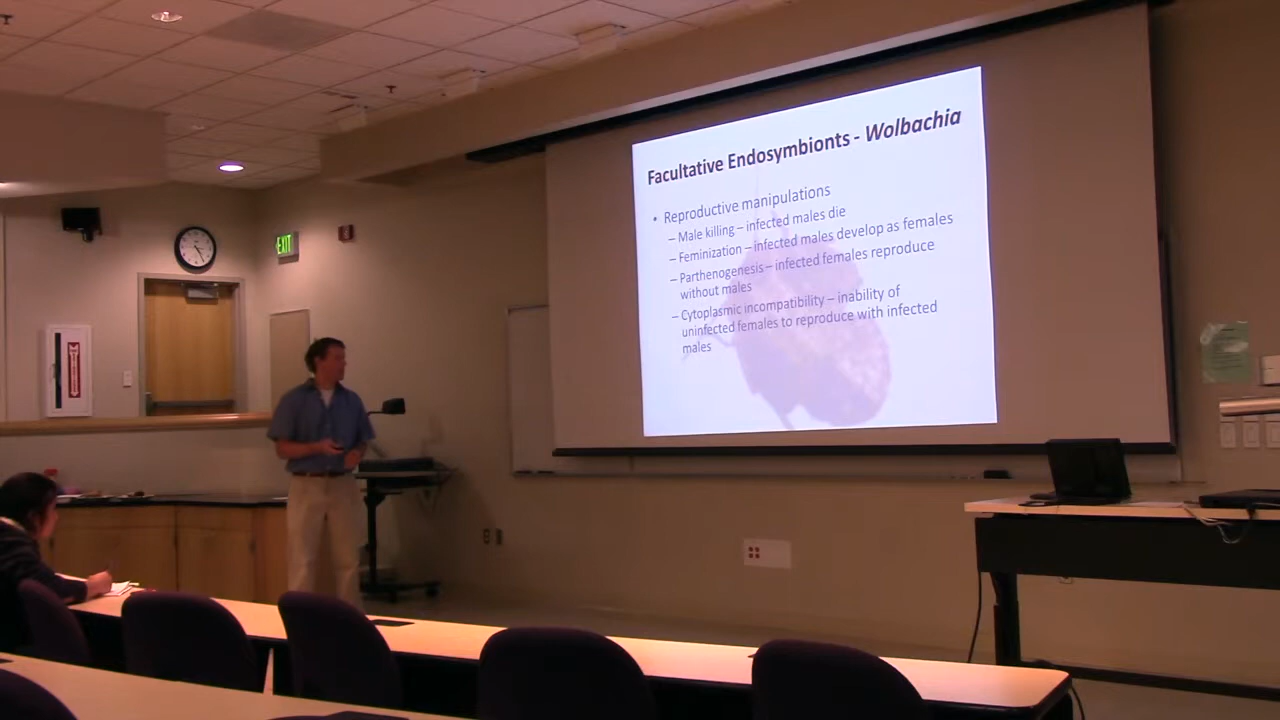 Facultative Endosymbionts - Wolbachia
• Reproductive manipulations
– Male killing – infected males die
– Feminization – infected males develop as females
– Parthenogenesis – infected females reproduce
without males
– Cytoplasmic incompatibility – inability of
uninfected females to reproduce with infected
males
EXIT